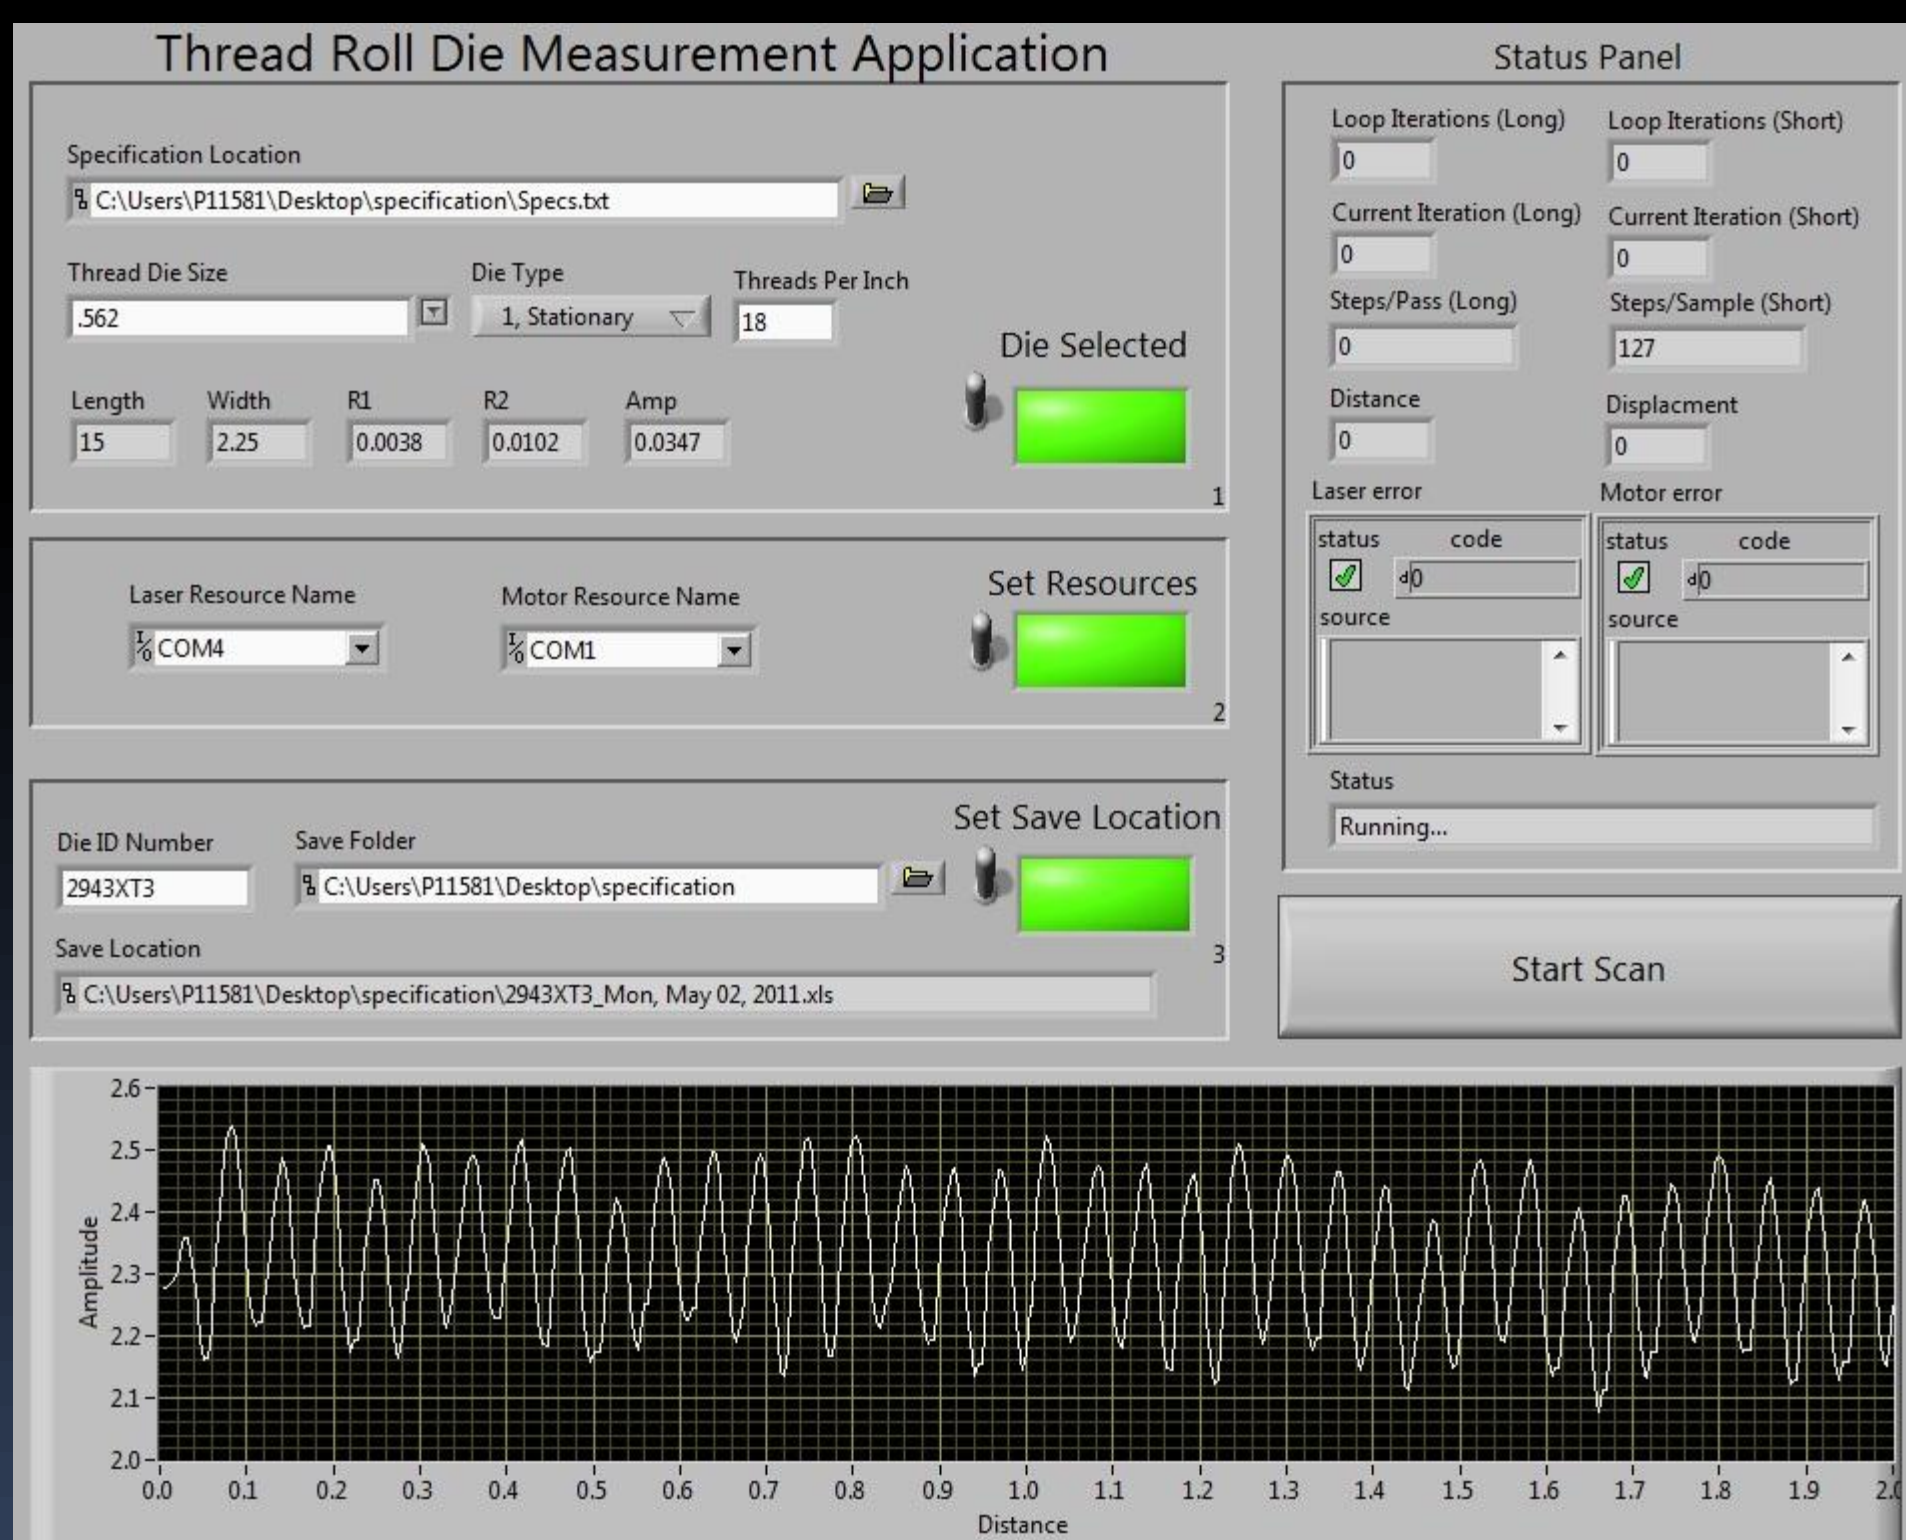 Thread Roll Die Measurement Application
Specification Location
C:\Users\P11581\Desktop\specification\Specs.txt
Thread Die Size
Die Type
Threads Per Inch
.562
1, Stationary
18
Die Selected
Length Width R1 R2 Amp
15 2.25 0.0038 0.0102 0.0347
1
Laser Resource Name
Motor Resource Name
Set Resources
COM4
COM1
2
Die ID Number
Save Folder
Set Save Location
2943XT3
C:\Users\P11581\Desktop\specification
Save Location
3
C:\Users\P11581\Desktop\specification\2943XT3_Mon, May 02, 2011.xls
Status Panel
Loop Iterations (Long) Loop Iterations (Short)
0 0
Current Iteration (Long) Current Iteration (Short)
0 0
Steps/Pass (Long) Steps/Sample (Short)
0 127
Distance Displacment
0 0
Laser error Motor error
status code status code
d 0 d 0
source source
Status
Running...
Start Scan
2.6
2.5
2.4
2.3
2.2
2.1
2.0
Amplitude
0.0 0.1 0.2 0.3 0.4 0.5 0.6 0.7 0.8 0.9 1.0 1.1 1.2 1.3 1.4 1.5 1.6 1.7 1.8 1.9 2.0
Distance